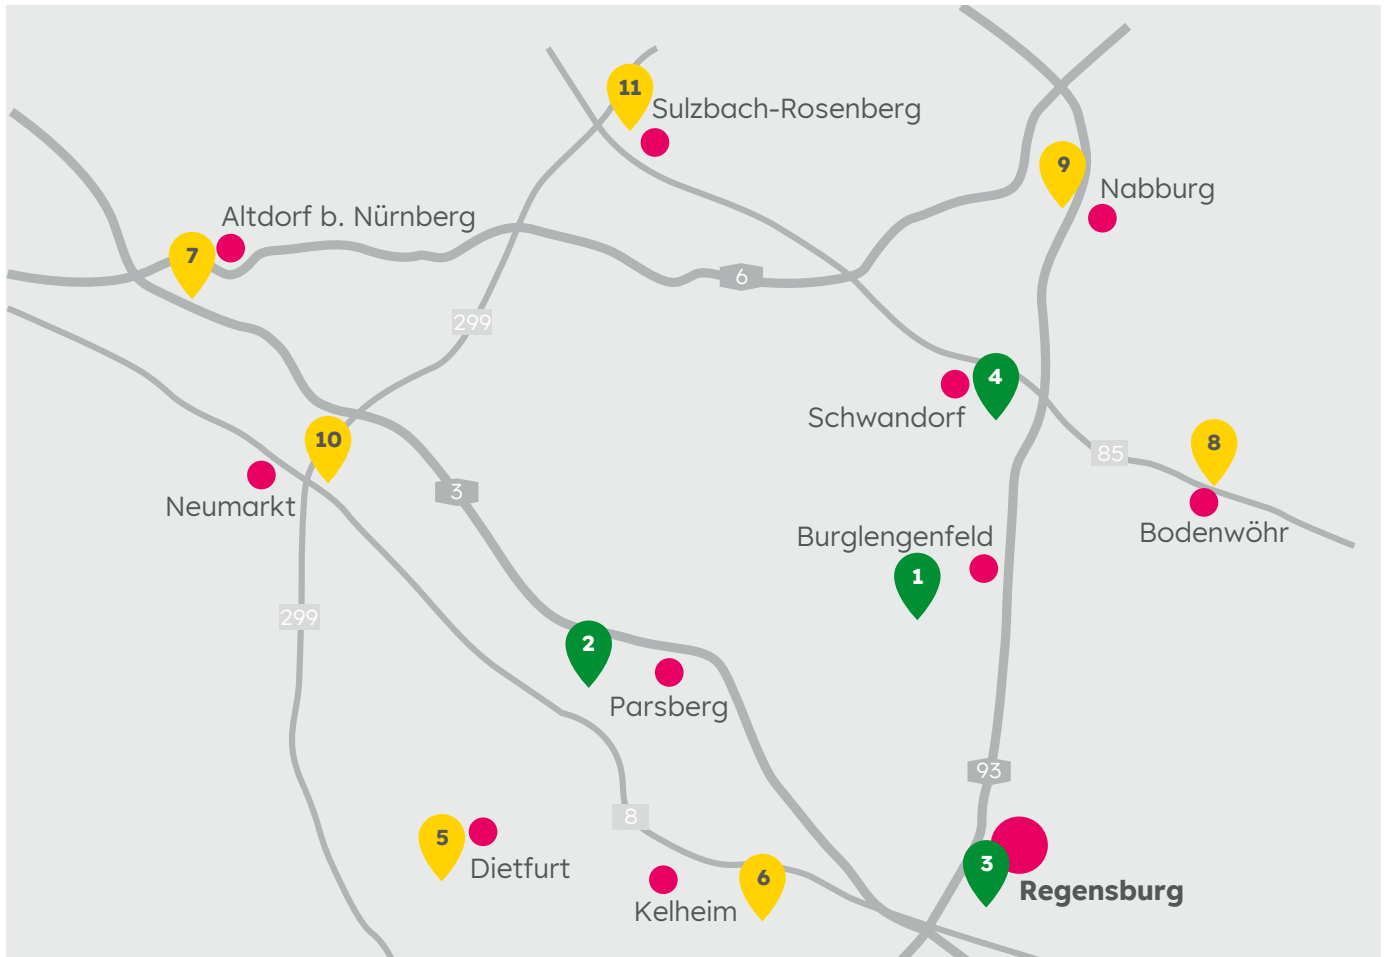 11
Sulzbach-Rosenberg
9
Nabburg
Altdorf b. Nürnberg
7
6
299
4
Schwandorf
10
8
85
Neumarkt
3
Bodenwöhr
Burglengenfeld
1
299
2
Parsberg
93
8
5
Dietfurt
3
6
Regensburg
Kelheim